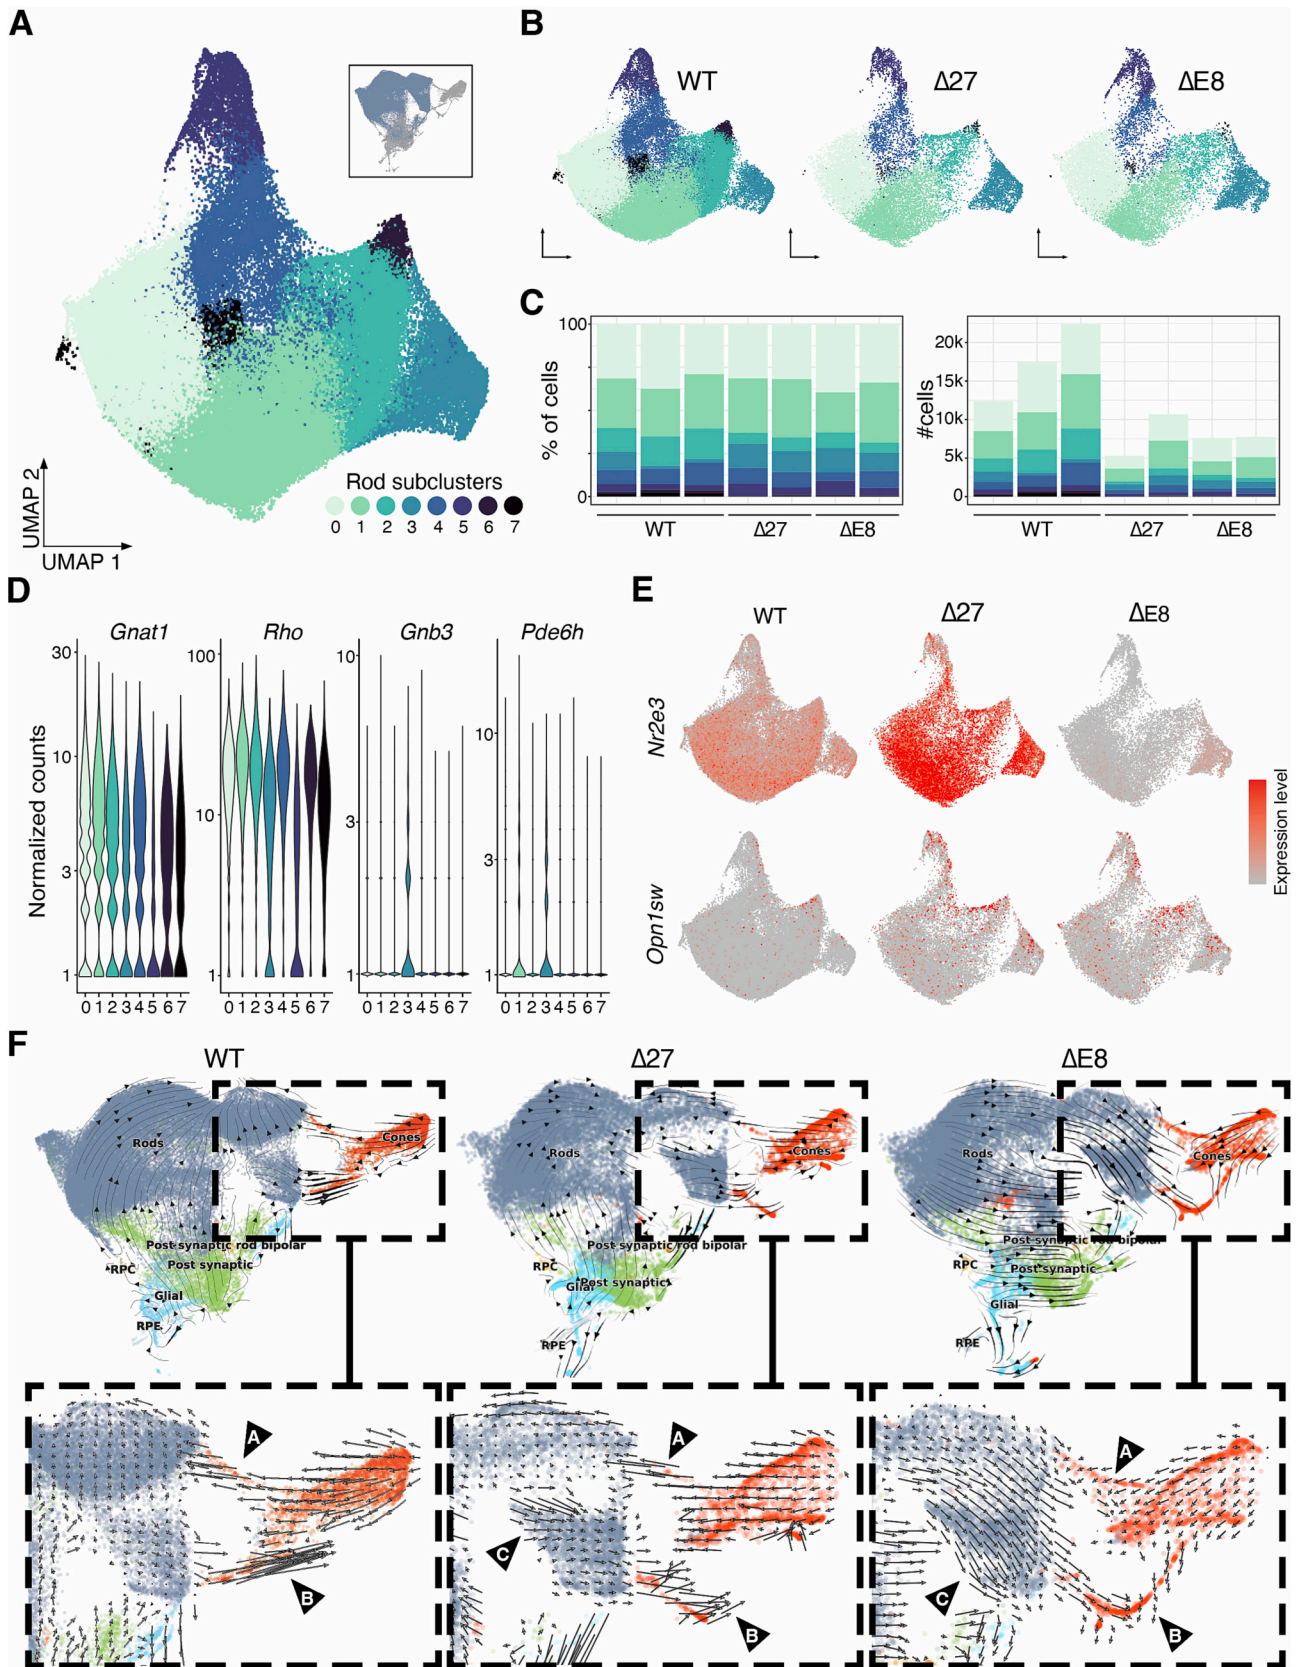 A
UMAP 2
UMAP 1
Rod subclusters
0 1 2 3 4 5 6 7
B
WT
Δ27
ΔE8
C
% of cells
100
0
WT
Δ27
ΔE8
#cells
20k
15k
10k
5k
0
WT
Δ27
ΔE8
D
Normalized counts
Gnat1
30
10
3
1
0 1 2 3 4 5 6 7
Rho
100
10
1
0 1 2 3 4 5 6 7
Gnb3
10
3
1
0 1 2 3 4 5 6 7
Pde6h
10
3
1
0 1 2 3 4 5 6 7
E
WT
Δ27
ΔE8
Nr2e3
Opn1sw
Expression level
F
WT
Rods
Cones
Post synaptic rod bipolar
RPC
Post synaptic
Glial
RPE
Δ27
Rods
Cones
Post synaptic rod bipolar
RPC
Glial
Post synaptic
RPE
ΔE8
Rods
Cones
Post synaptic rod bipolar
RPC
Post synaptic
Glial
RPE
A
B
A
C
B
A
C
B